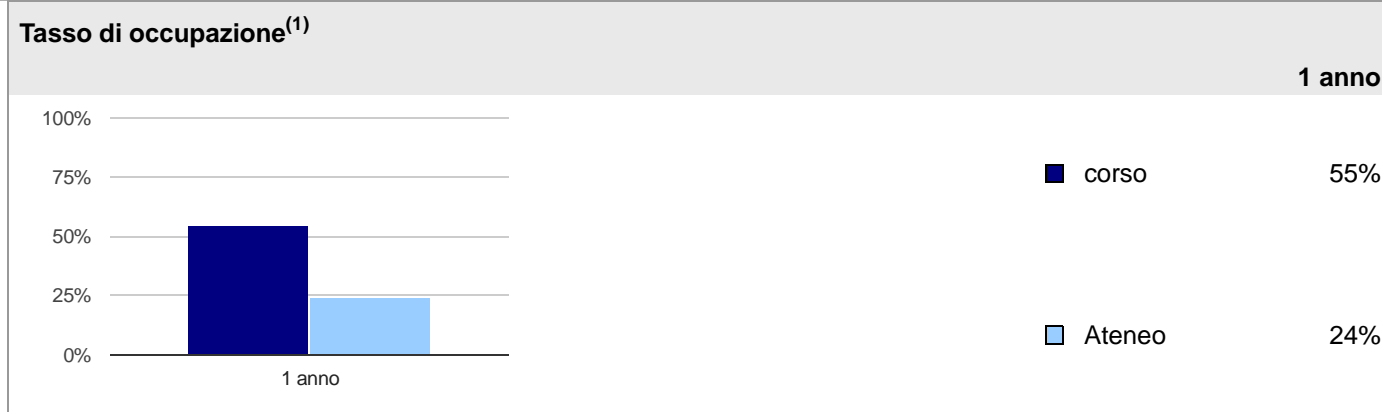 Tasso di occupazione(1)
1 anno
100%
75%
50%
25%
0%
1 anno
corso 55%
Ateneo 24%